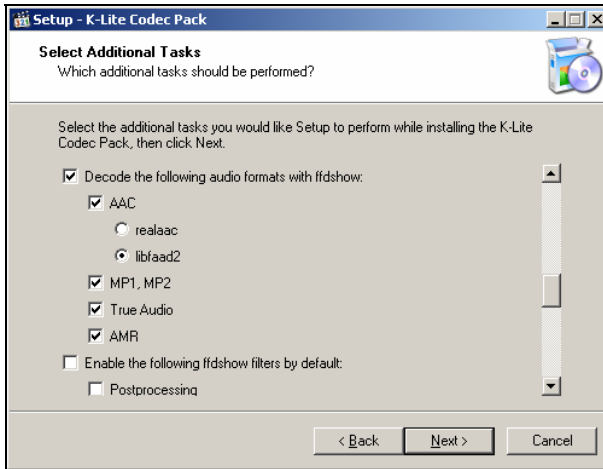 Setup - K-Lite Codec Pack
Select Additional Tasks
Which additional tasks should be performed?
Select the additional tasks you would like Setup to perform while installing the K-Lite
Codec Pack, then click Next.
Decode the following audio formats with ffdshow:
AAC
realaac
libfaad2
MP1, MP2
True Audio
AMR
Enable the following ffdshow filters by default:
Postprocessing
< Back
Next >
Cancel